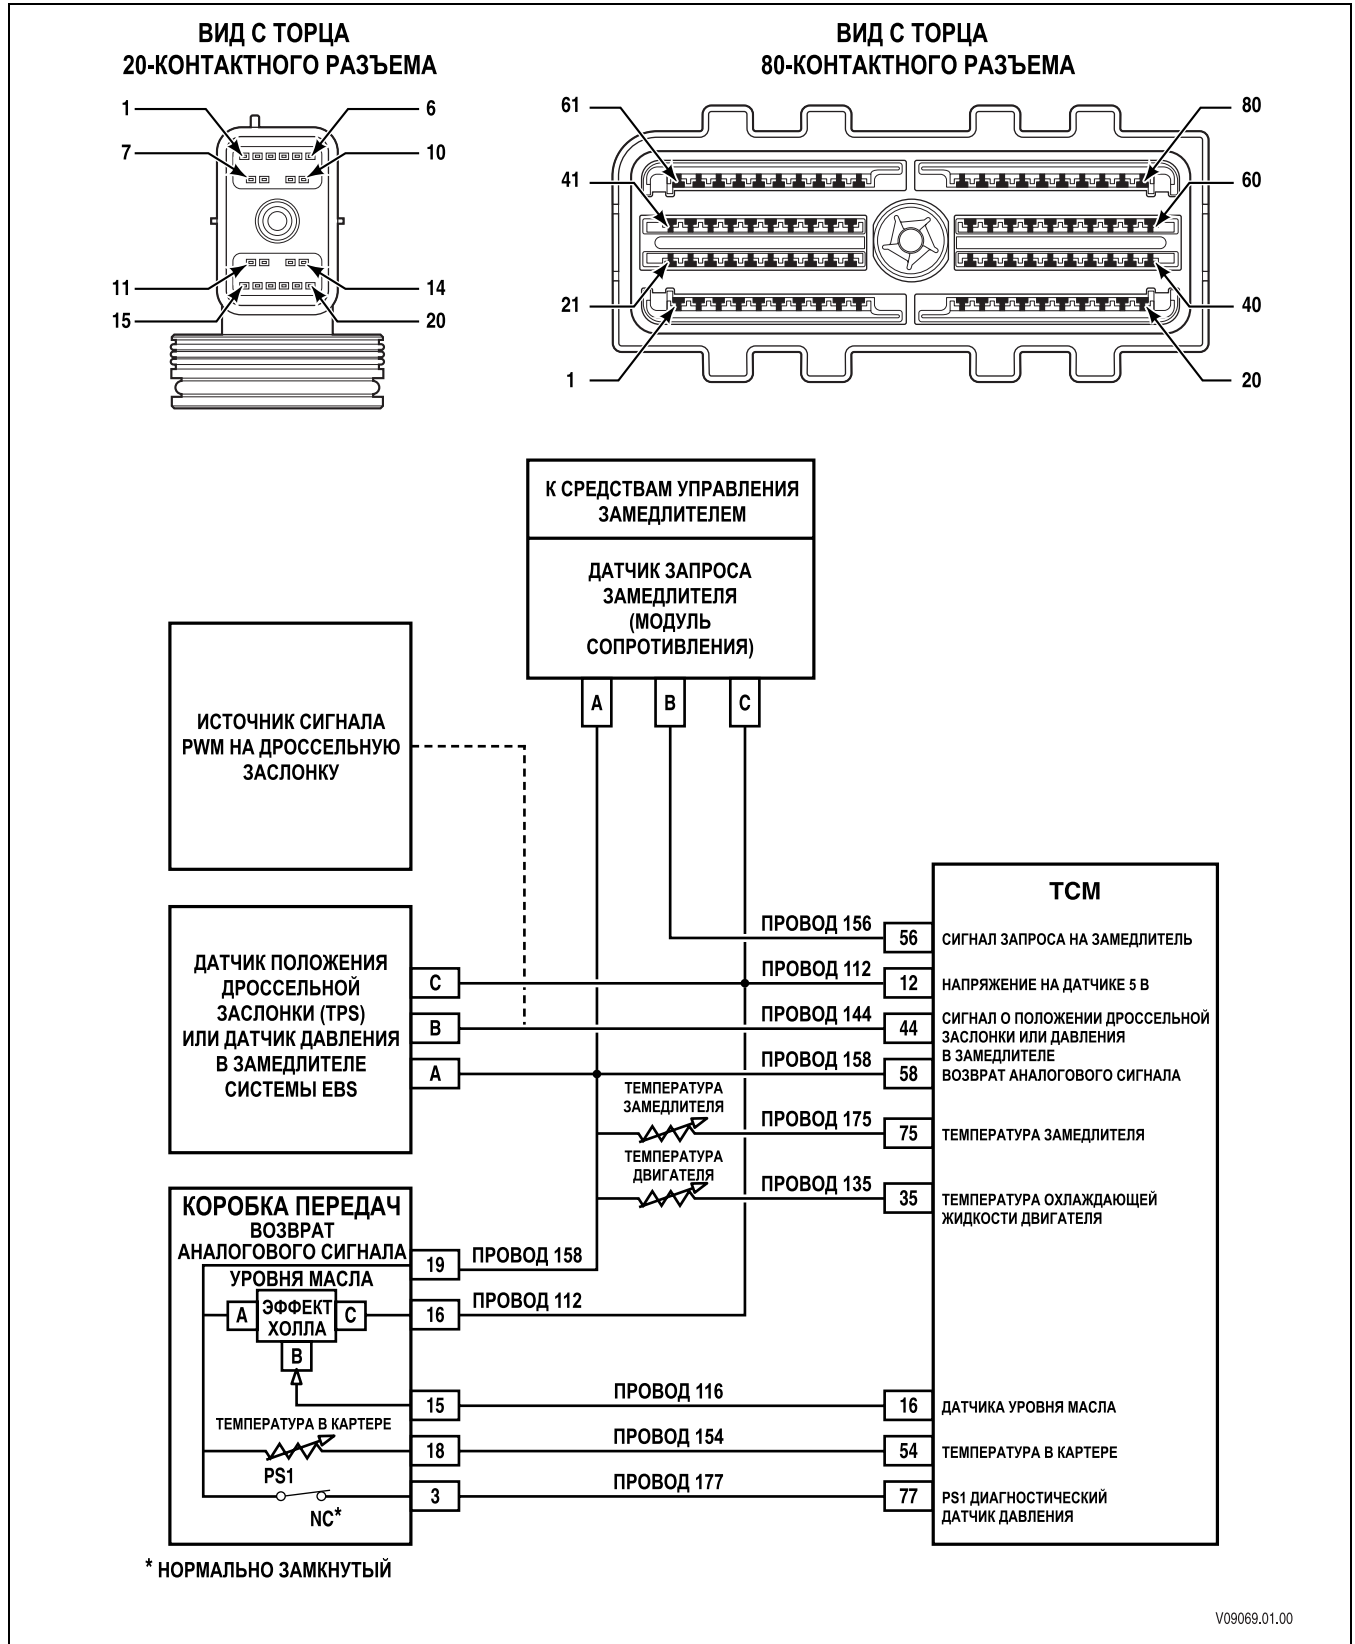 ВИД С ТОРЦА
20-КОНТАКТНОГО РАЗЪЕМА
1
6
7
10
11
14
15
20
ВИД С ТОРЦА
80-КОНТАКТНОГО РАЗЪЕМА
61
80
41
60
21
40
1
20
К СРЕДСТВАМ УПРАВЛЕНИЯ
ЗАМЕДЛИТЕЛЕМ
ДАТЧИК ЗАПРОСА
ЗАМЕДЛИТЕЛЯ
(МОДУЛЬ
СОПРОТИВЛЕНИЯ)
A
B
C
ИСТОЧНИК СИГНАЛА
PWM НА ДРОССЕЛЬНУЮ
ЗАСЛОНКУ
ДАТЧИК ПОЛОЖЕНИЯ
ДРОССЕЛЬНОЙ
ЗАСЛОНКИ (TPS)
ИЛИ ДАТЧИК ДАВЛЕНИЯ
В ЗАМЕДЛИТЕЛЕ
СИСТЕМЫ EBS
C
B
A
TCM
ПРОВОД 156
56
СИГНАЛ ЗАПРОСА НА ЗАМЕДЛИТЕЛЬ
ПРОВОД 112
12
НАПРЯЖЕНИЕ НА ДАТЧИКЕ 5 В
ПРОВОД 144
44
СИГНАЛ О ПОЛОЖЕНИИ ДРОССЕЛЬНОЙ
ЗАСЛОНКИ ИЛИ ДАВЛЕНИЯ
В ЗАМЕДЛИТЕЛЕ
ПРОВОД 158
58
ВОЗВРАТ АНАЛОГОВОГО СИГНАЛА
ТЕМПЕРАТУРА
ЗАМЕДЛИТЕЛЯ
ПРОВОД 175
75
ТЕМПЕРАТУРА ЗАМЕДЛИТЕЛЯ
ТЕМПЕРАТУРА
ДВИГАТЕЛЯ
ПРОВОД 135
35
ТЕМПЕРАТУРА ОХЛАЖДАЮЩЕЙ
ЖИДКОСТИ ДВИГАТЕЛЯ
КОРОБКА ПЕРЕДАЧ
ВОЗВРАТ
АНАЛОГОВОГО СИГНАЛА
19
ПРОВОД 158
УРОВНЯ МАСЛА
A
ЭФФЕКТ
ХОЛЛА
C
B
16
ПРОВОД 112
15
ПРОВОД 116
16
ДАТЧИКА УРОВНЯ МАСЛА
ТЕМПЕРАТУРА В КАРТЕРЕ
18
ПРОВОД 154
54
ТЕМПЕРАТУРА В КАРТЕРЕ
PS1
NC*
3
ПРОВОД 177
77
PS1 ДИАГНОСТИЧЕСКИЙ
ДАТЧИК ДАВЛЕНИЯ
* НОРМАЛЬНО ЗАМКНУТЫЙ
V09069.01.00